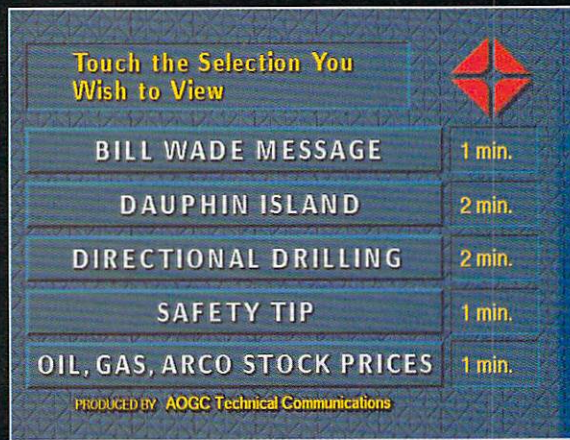 Touch the Selection You
Wish to View
BILL WADE MESSAGE 1 min.
DAUPHIN ISLAND 2 min.
DIRECTIONAL DRILLING 2 min.
SAFETY TIP 1 min.
OIL, GAS, ARCO STOCK PRICES 1 min.
PRODUCED BY AOGC Technical Communications